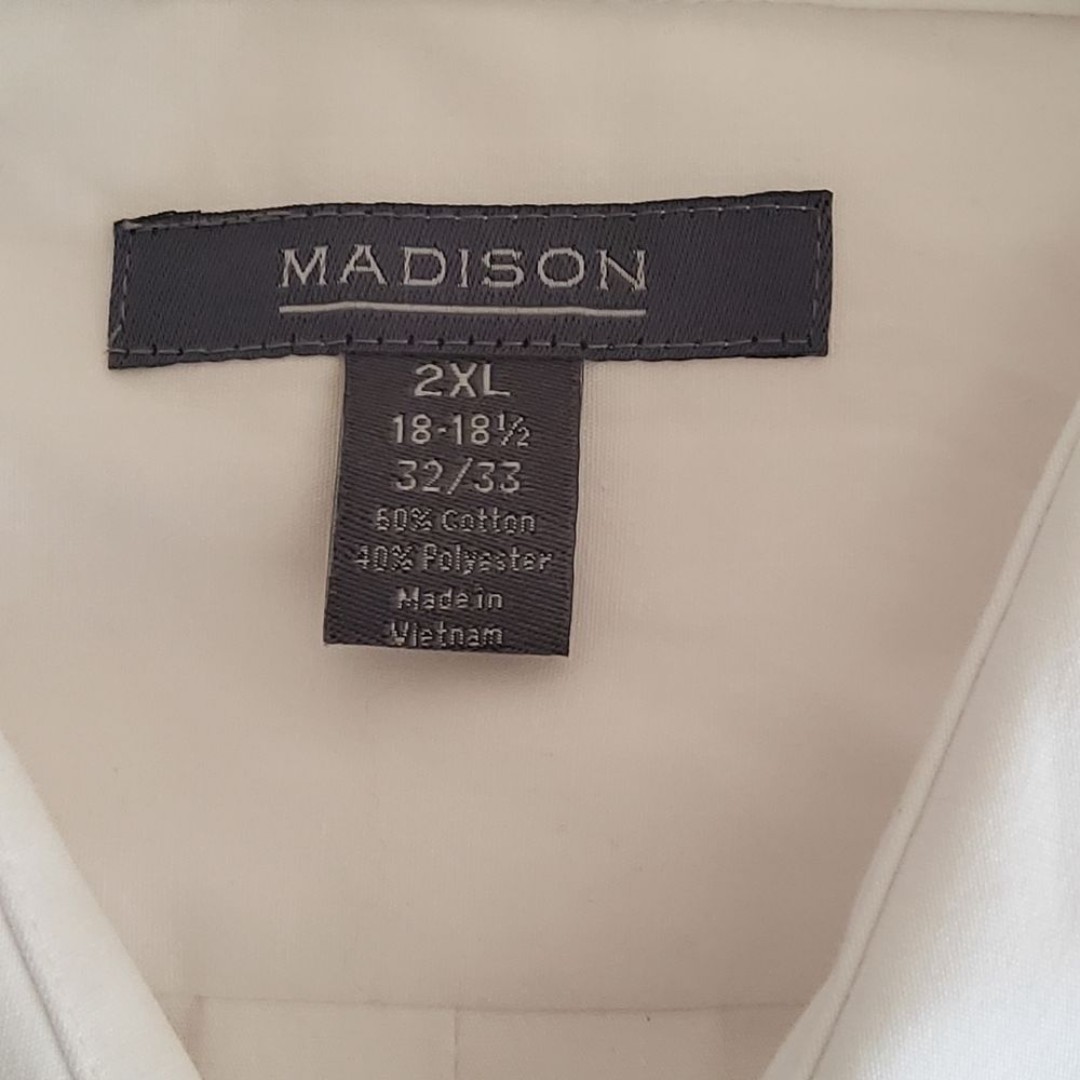 MADISON
2XL
18-18½
32/33
60% Cotton
40% Polyester
Made in
Vietnam